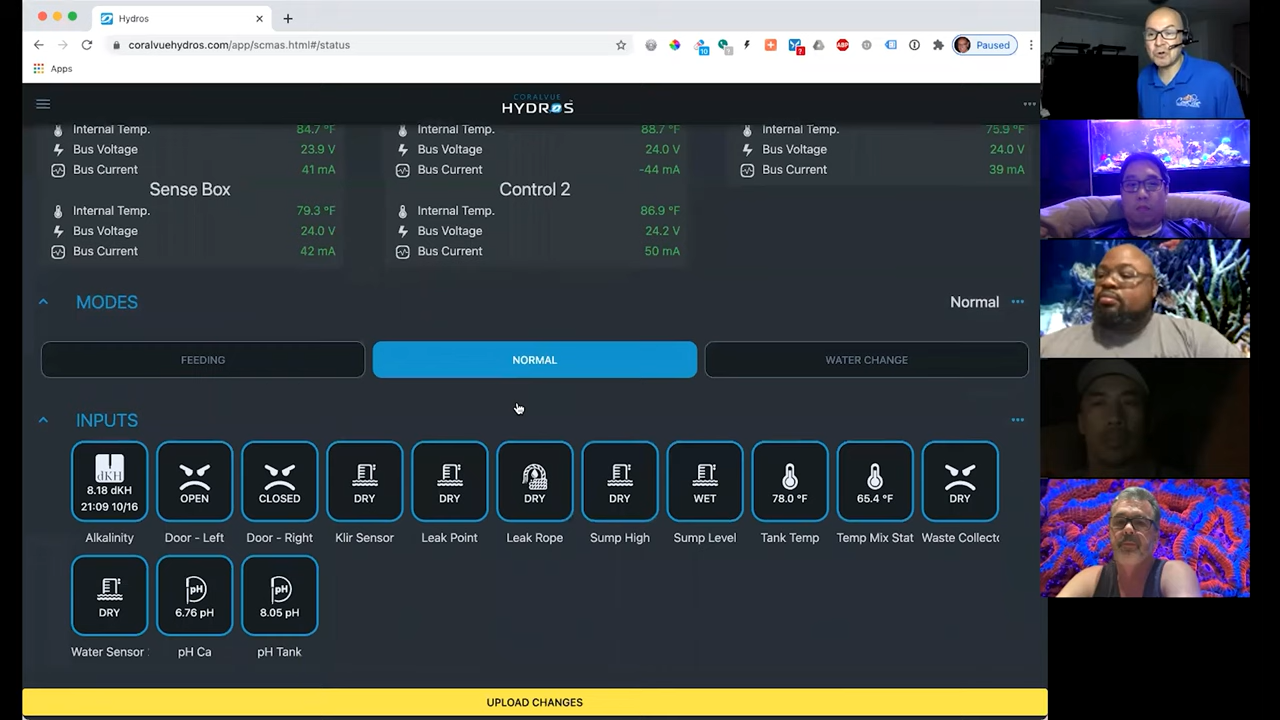 Hydros
coralvuehydros.com/app/scmas.html#/status
10
7
ABP
Paused
Apps
CORALVUE
HYDROS
Internal Temp. 84.7 °F
Bus Voltage 23.9 V
Bus Current 41 mA
Internal Temp. 88.7 °F
Bus Voltage 24.0 V
Bus Current -44 mA
Internal Temp. 75.9 °F
Bus Voltage 24.0 V
Bus Current 39 mA
Sense Box
Internal Temp. 79.3 °F
Bus Voltage 24.0 V
Bus Current 42 mA
Control 2
Internal Temp. 86.9 °F
Bus Voltage 24.2 V
Bus Current 50 mA
MODES Normal
FEEDING NORMAL WATER CHANGE
INPUTS
dKH
8.18 dKH
21:09 10/16
Alkalinity
OPEN
Door - Left
CLOSED
Door - Right
DRY
Klir Sensor
DRY
Leak Point
DRY
Leak Rope
DRY
Sump High
WET
Sump Level
78.0 °F
Tank Temp
65.4 °F
Temp Mix Stat
DRY
Waste Collecto
DRY
Water Sensor
pH
6.76 pH
pH Ca
pH
8.05 pH
pH Tank
UPLOAD CHANGES